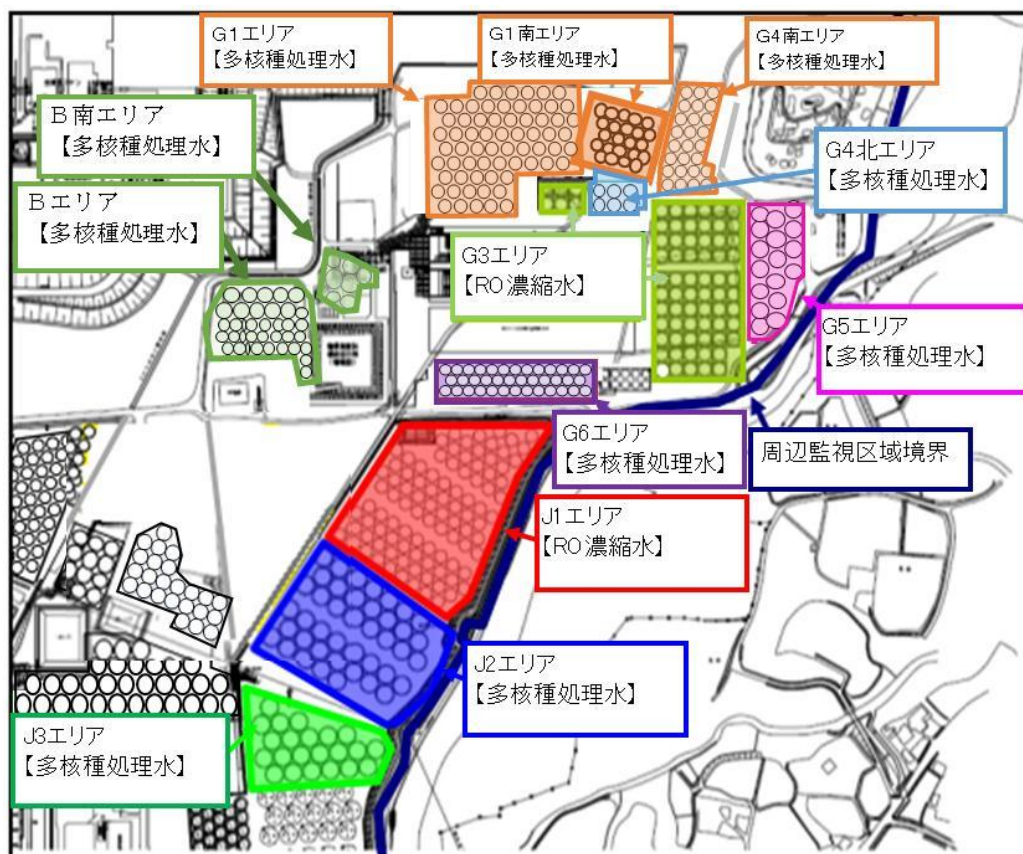 G1エリア
【多核種処理水】
G1南エリア
【多核種処理水】
G4南エリア
【多核種処理水】
B南エリア
【多核種処理水】
G4北エリア
【多核種処理水】
Bエリア
【多核種処理水】
G3エリア
【RO濃縮水】
G5エリア
【多核種処理水】
G6エリア
【多核種処理水】
周辺監視区域境界
J1エリア
【RO濃縮水】
J2エリア
【多核種処理水】
J3エリア
【多核種処理水】